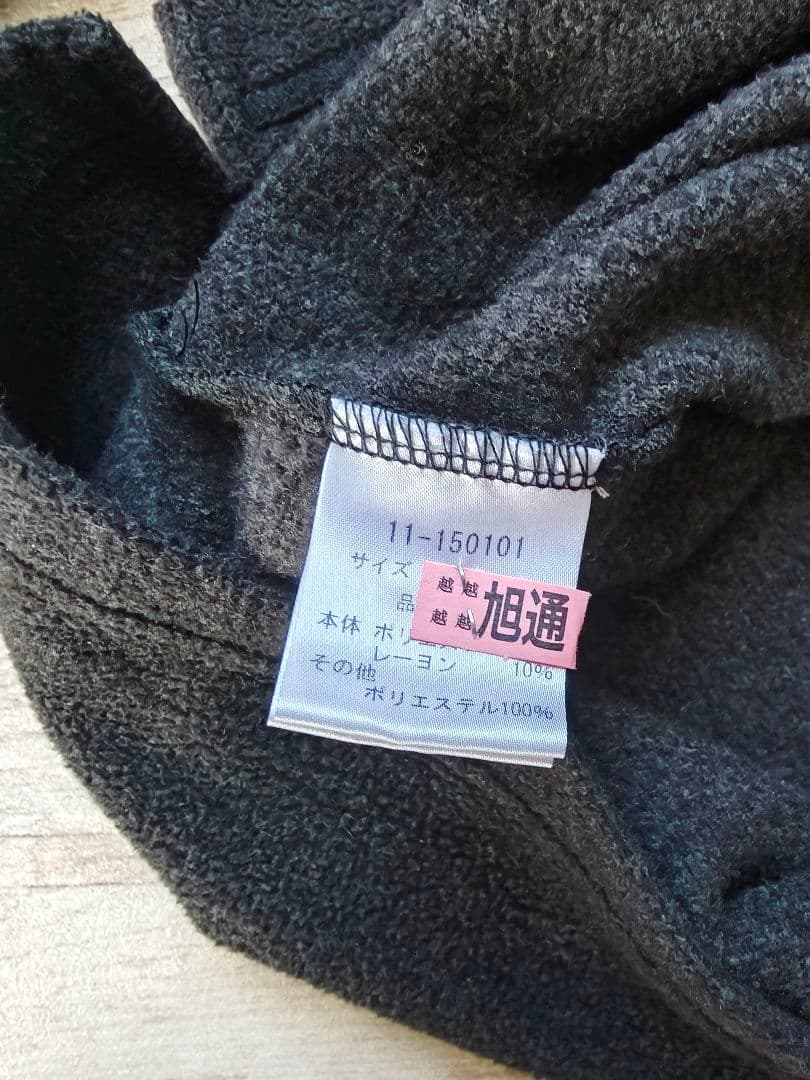 11-150101
サイズ
越 越
越 越
旭通
品
本体 ポリ
レーヨン 10%
その他
ポリエステル100%